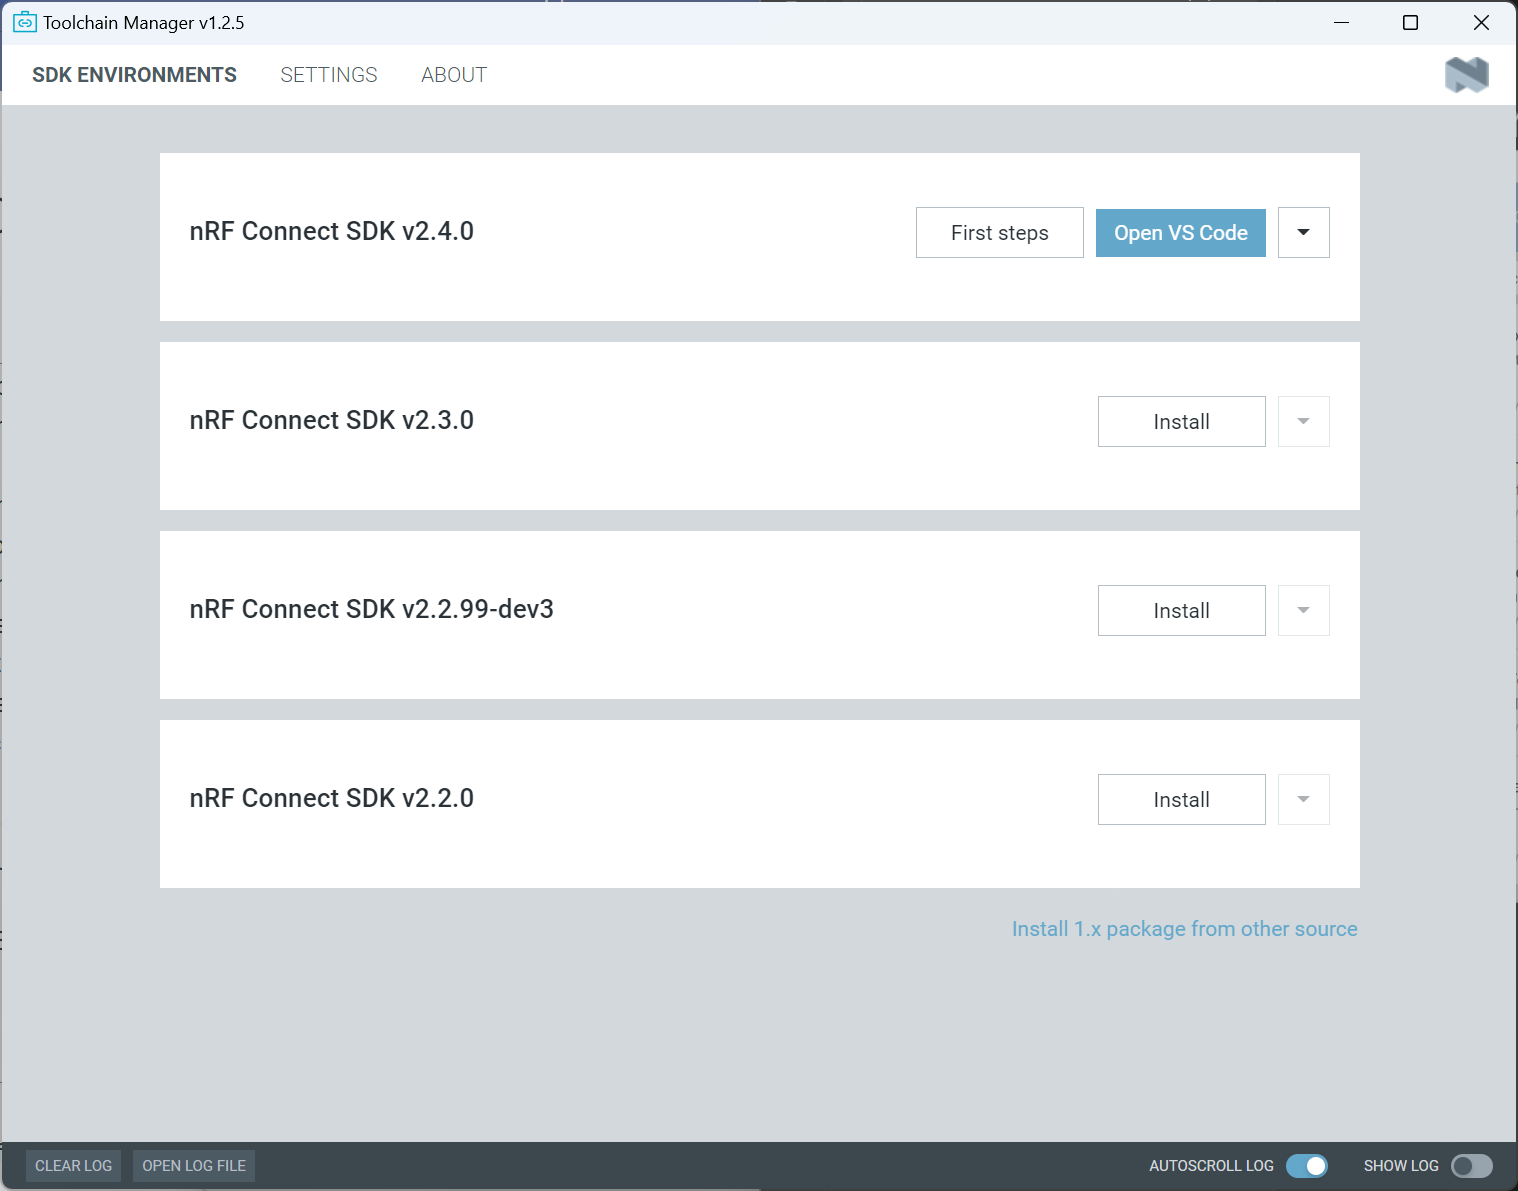 Toolchain Manager v1.2.5
SDK ENVIRONMENTS SETTINGS ABOUT
nRF Connect SDK v2.4.0 First steps Open VS Code
nRF Connect SDK v2.3.0 Install
nRF Connect SDK v2.2.99-dev3 Install
nRF Connect SDK v2.2.0 Install
Install 1.x package from other source
CLEAR LOG OPEN LOG FILE AUTOSCROLL LOG SHOW LOG